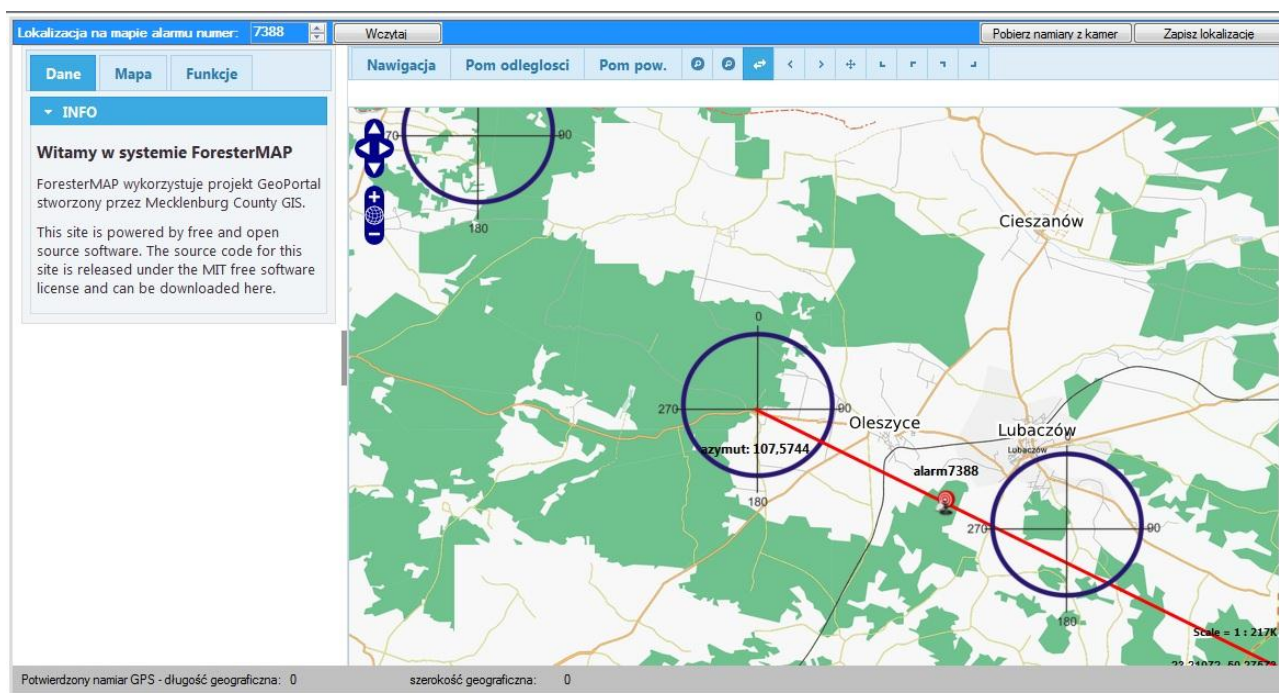 Lokalizacja na mapie alarmu numer: 7388 Wczytaj Pobierz namiary z kamer Zapisz lokalizacje
Dane Mapa Funkcje
Nawigacja Pom odleglosci Pom pow.
INFO
Witamy w systemie ForesterMAP
ForesterMAP wykorzystuje projekt GeoPortal
stworzony przez Mecklenburg County GIS.
This site is powered by free and open
source software. The source code for this
site is released under the MIT free software
license and can be downloaded here.
70 90
180
Cieszanów
0
270 90
180
azymut: 107,5744
Oleszyce
Lubaczów
Lubaczów
alarm7388
0
270 90
180
Scale = 1 : 217K
Potwierdzony namiar GPS - długość geograficzna: 0 szerokość geograficzna: 0